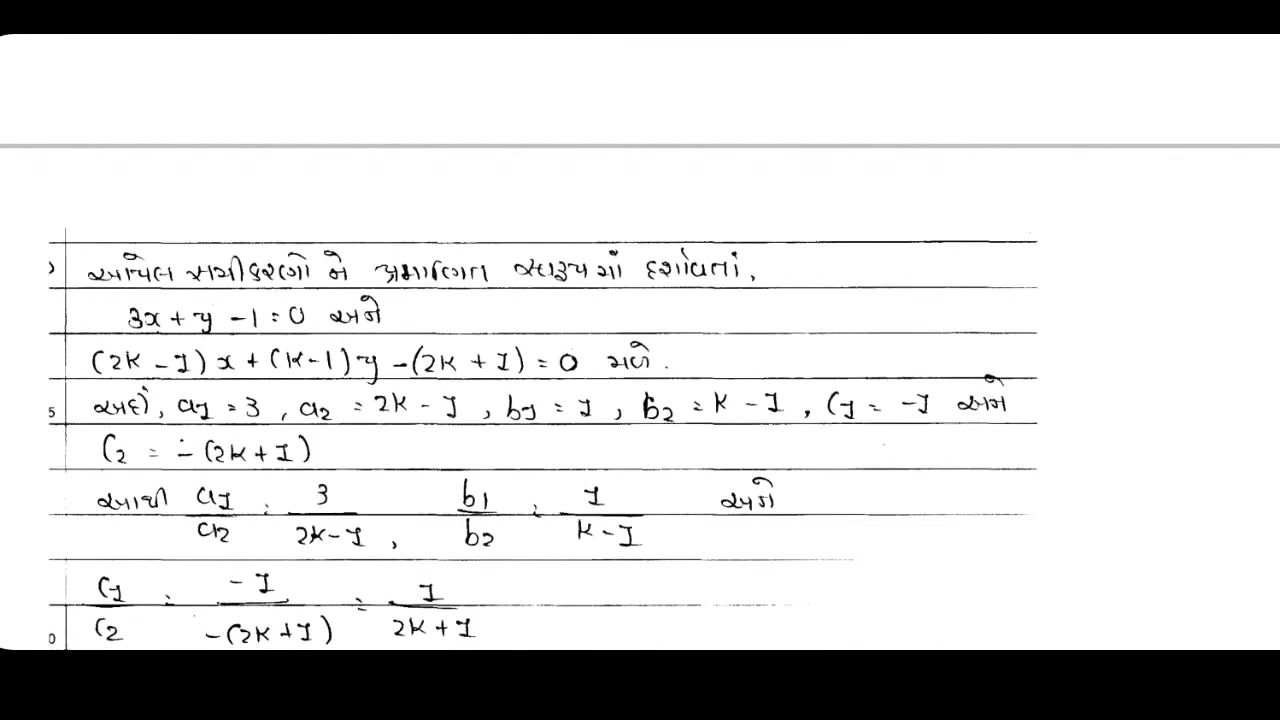 આપેલ સમીકરણો ને પ્રમાણિત સ્વરૂપમાં દર્શાવતાં,
3x + y - 1 = 0 અને
(2k - 1)x + (k - 1)y - (2k + 1) = 0 મળે.
5 અહીં, a1 = 3, a2 = 2k - 1, b1 = 1, b2 = k - 1, c1 = -1 અને
c2 = - (2k + 1)
આથી a1/a2 = 3/2k - 1, b1/b2 = 1/k - 1 અને
c1/c2 = -1/-(2k + 1) = 1/2k + 1